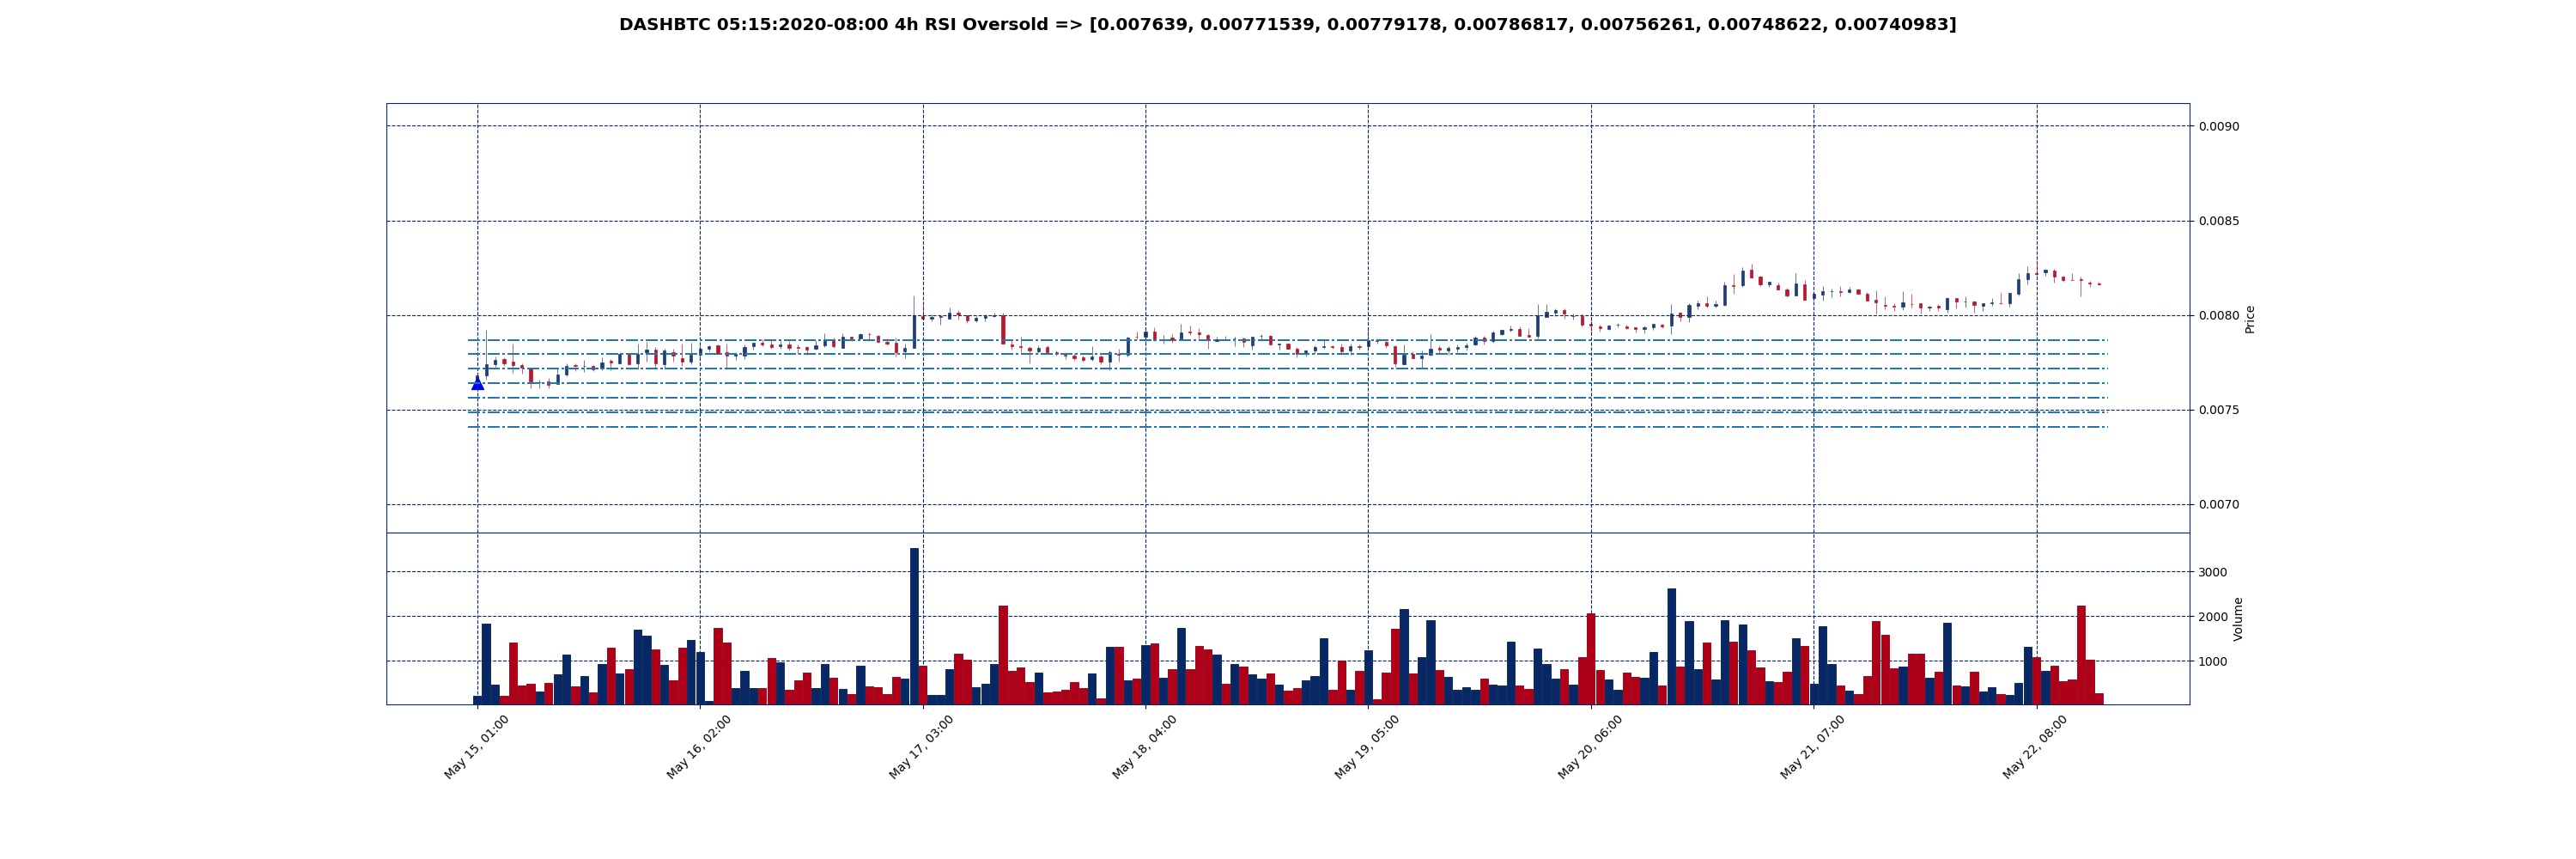 DASHBTC 05:15:2020-08:00 4h RSI Oversold => [0.007639, 0.00771539, 0.00779178, 0.00786817, 0.00756261, 0.00748622, 0.00740983]
0.0090
0.0085
0.0080
0.0075
0.0070
Price
3000
2000
1000
Volume
May 15, 01:00
May 16, 02:00
May 17, 03:00
May 18, 04:00
May 19, 05:00
May 20, 06:00
May 21, 07:00
May 22, 08:00